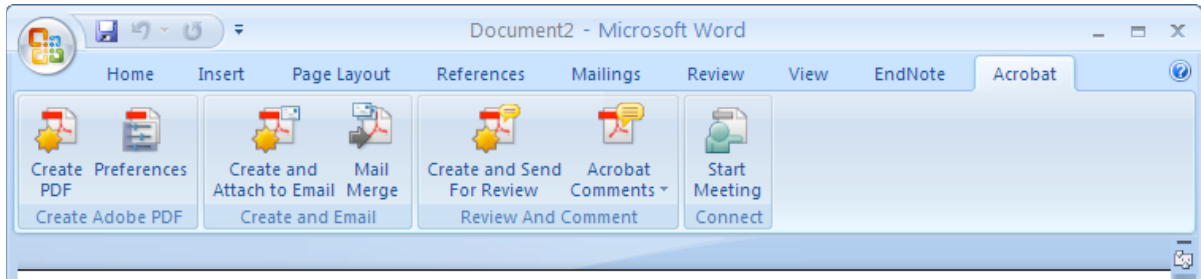 Document2 - Microsoft Word
Home Insert Page Layout References Mailings Review View EndNote Acrobat
Create Preferences Create and Mail Create and Send Acrobat Start
PDF Attach to Email Merge For Review Comments Meeting
Create Adobe PDF Create and Email Review And Comment Connect